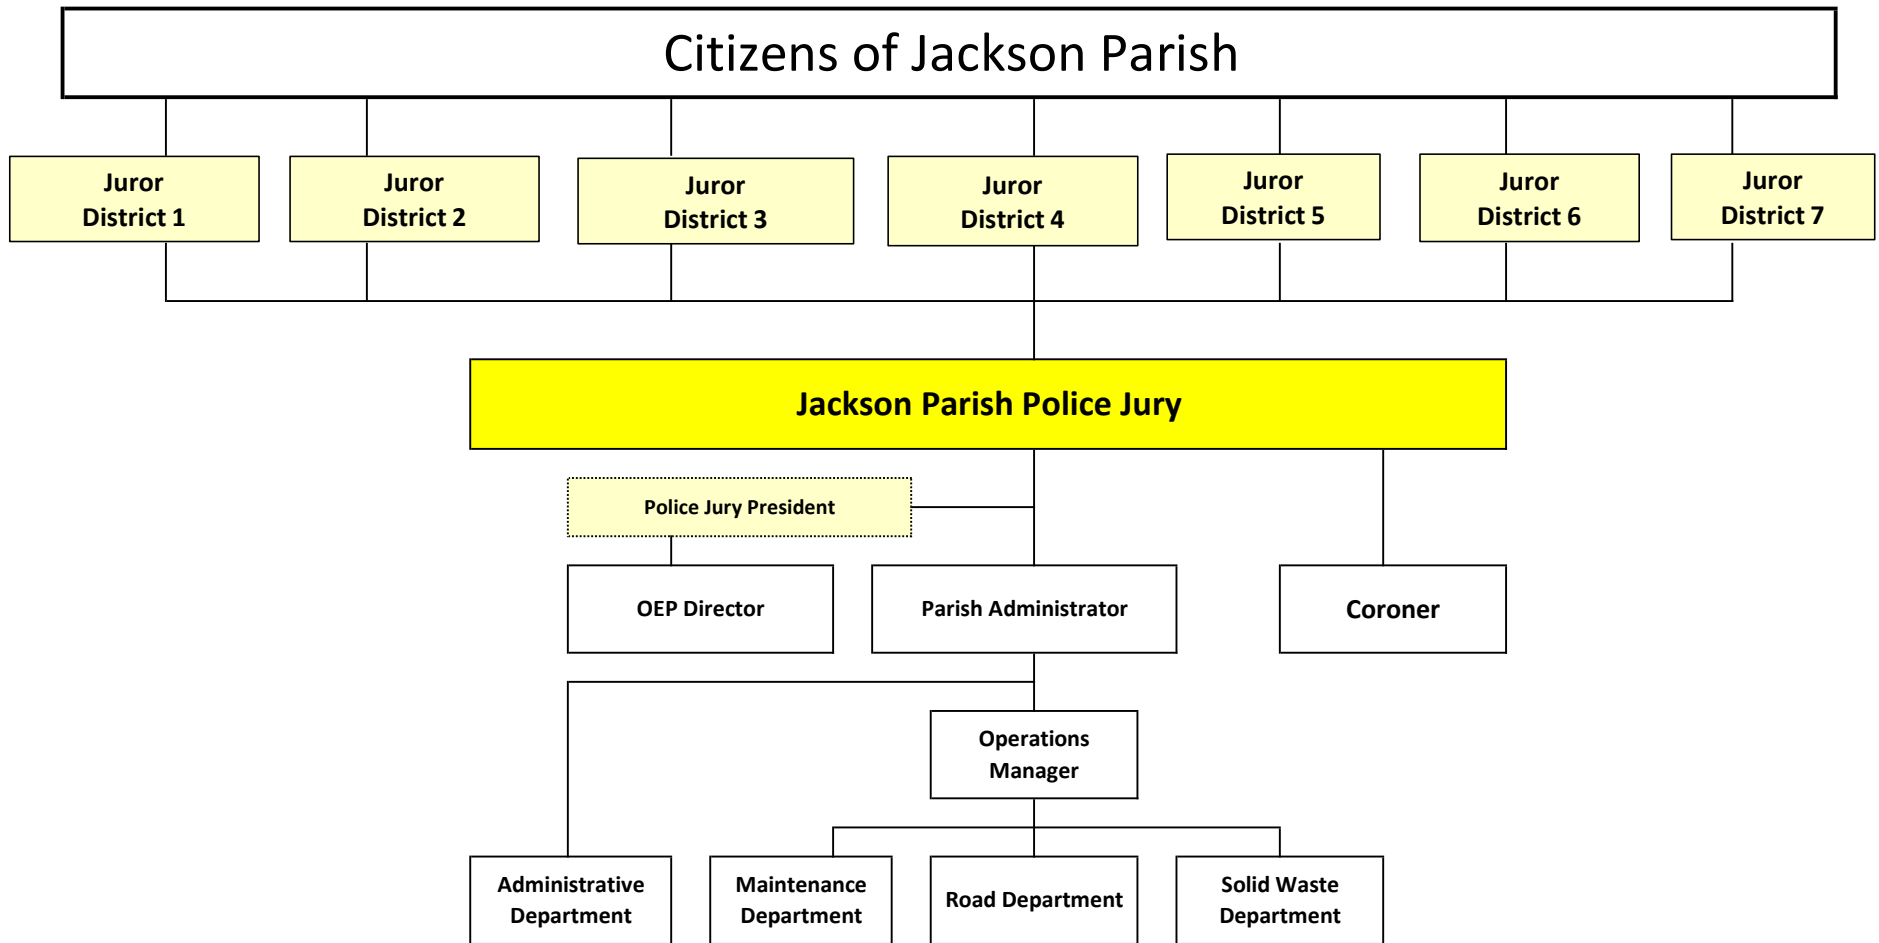 Citizens of Jackson Parish
Juror
District 1
Juror
District 2
Juror
District 3
Juror
District 4
Juror
District 5
Juror
District 6
Juror
District 7
Jackson Parish Police Jury
Police Jury President
OEP Director
Parish Administrator
Coroner
Operations
Manager
Administrative
Department
Maintenance
Department
Road Department
Solid Waste
Department